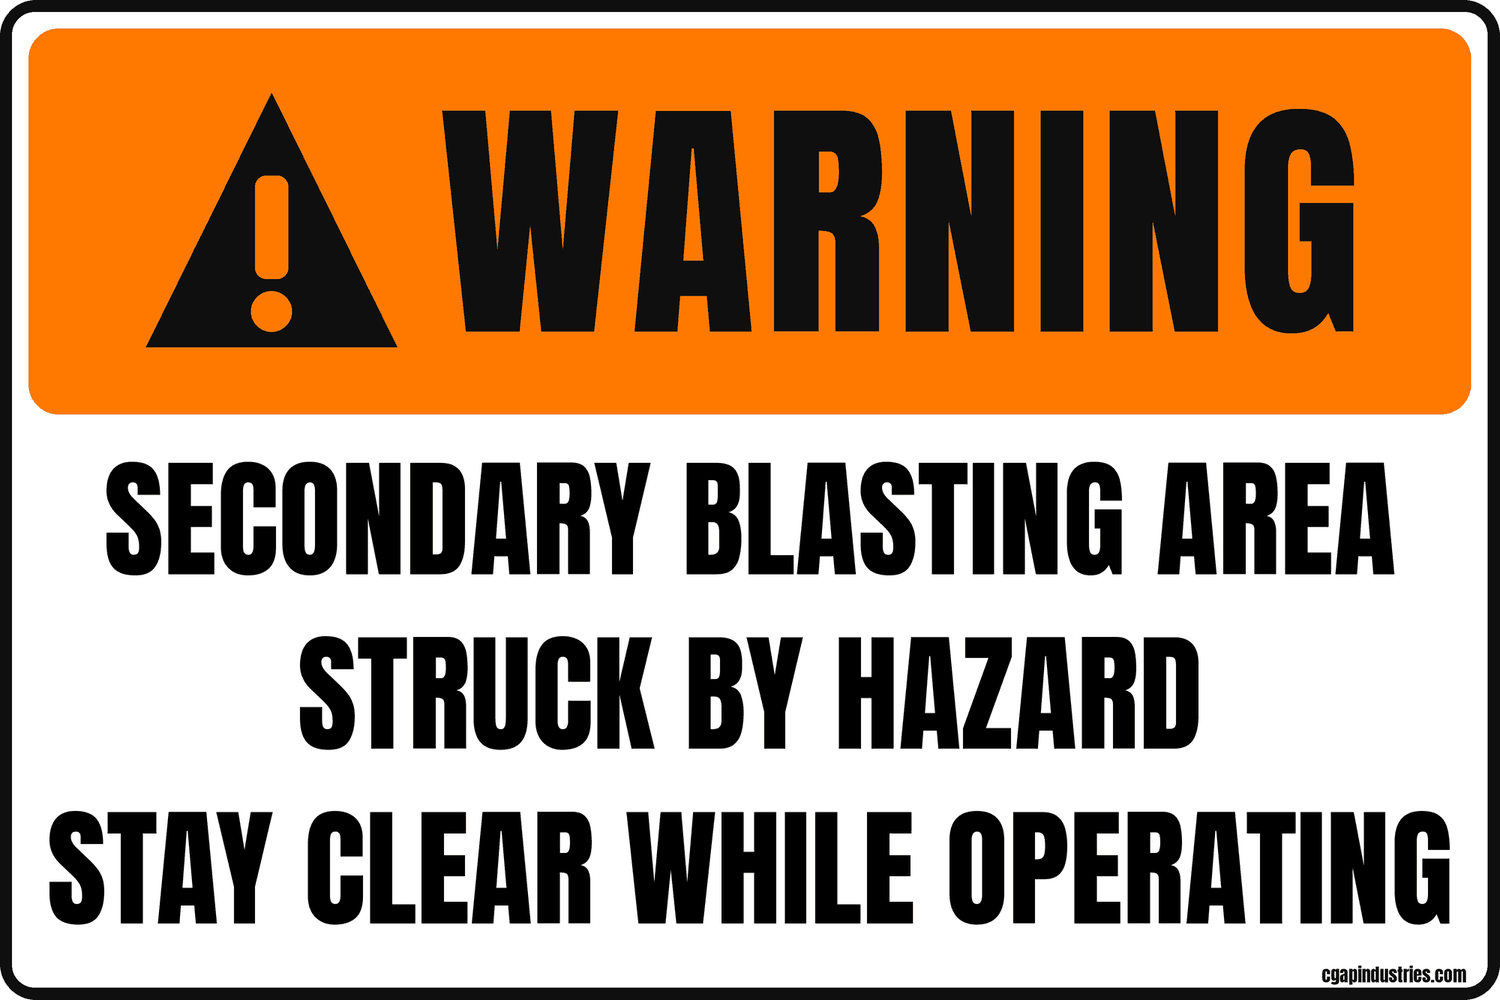 WARNING
SECONDARY BLASTING AREA
STRUCK BY HAZARD
STAY CLEAR WHILE OPERATING
cgapindustries.com